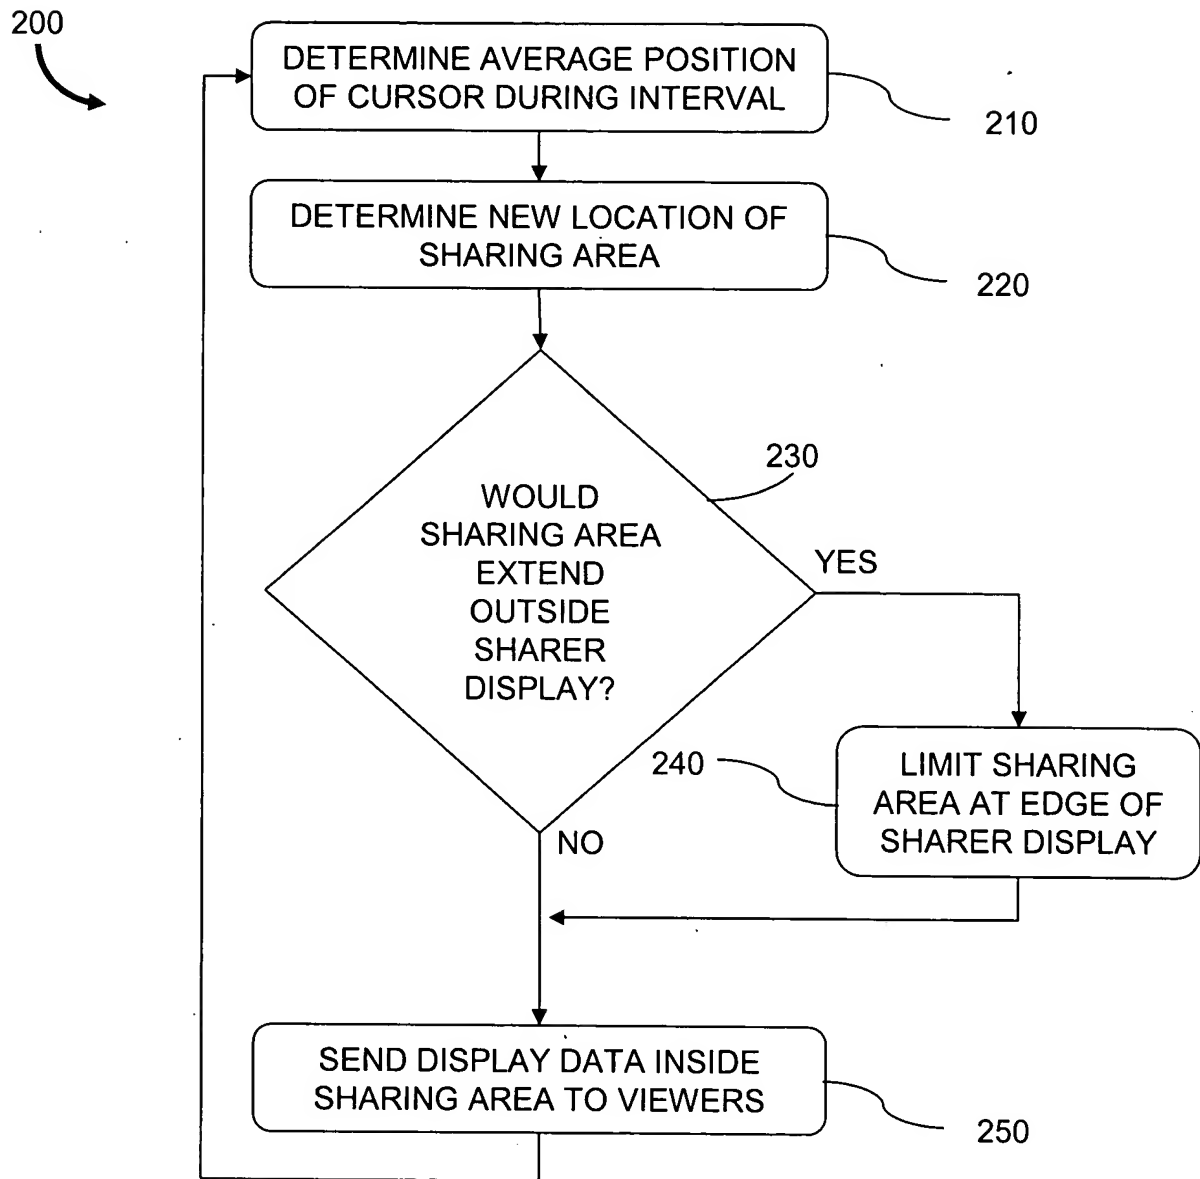 200
DETERMINE AVERAGE POSITION
OF CURSOR DURING INTERVAL
210
DETERMINE NEW LOCATION OF
SHARING AREA
220
230
WOULD
SHARING AREA
EXTEND
OUTSIDE
SHARER
DISPLAY?
YES
240
LIMIT SHARING
AREA AT EDGE OF
SHARER DISPLAY
NO
SEND DISPLAY DATA INSIDE
SHARING AREA TO VIEWERS
250